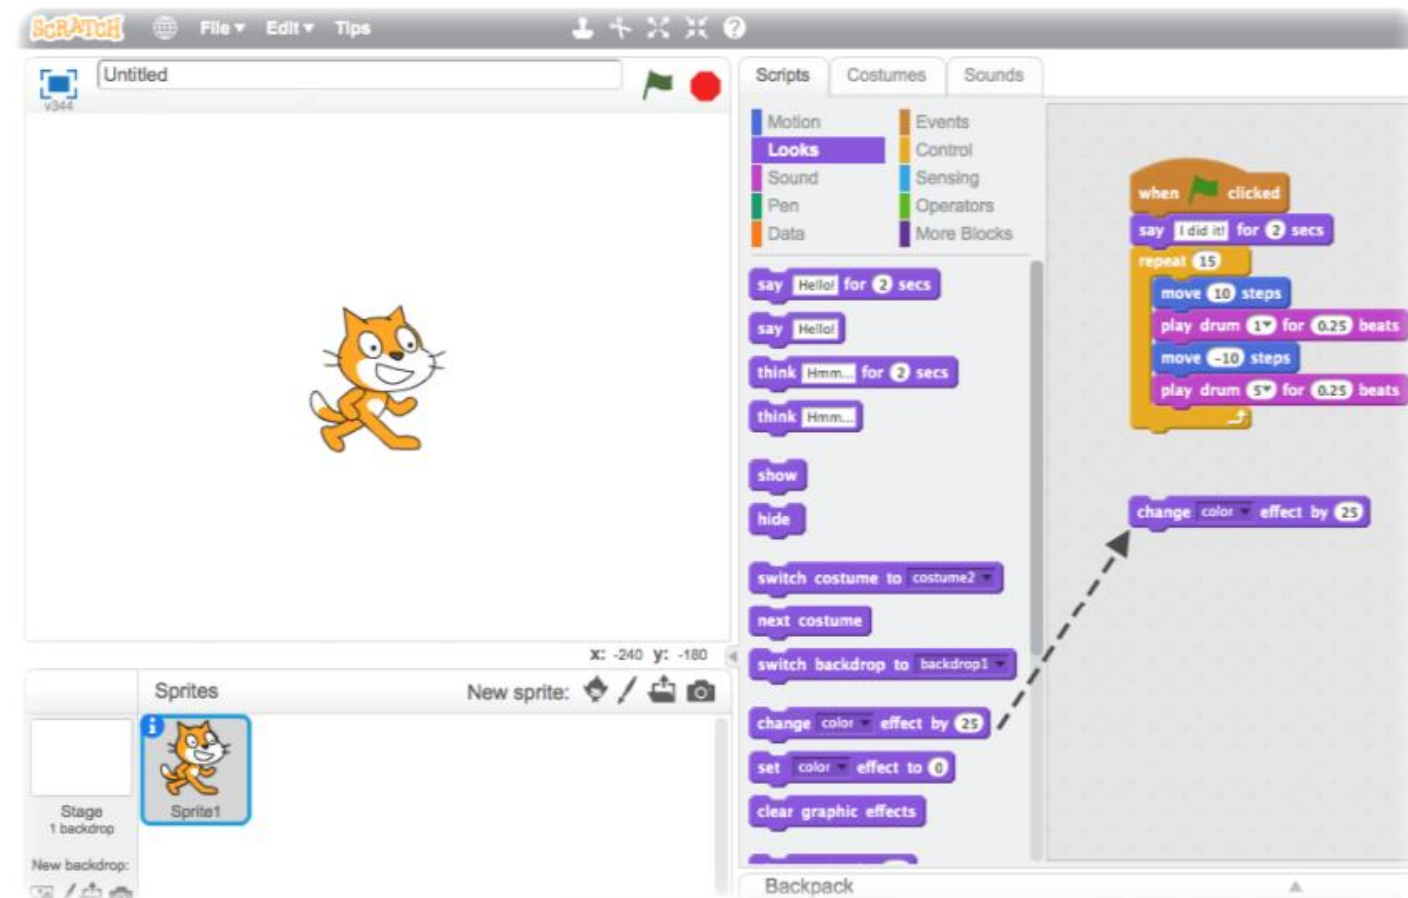 SCRATCH File Edit Tips
Untitled
v344
x: -240 y: -180
Sprites New sprite:
Sprite1
Stage
1 backdrop
New backdrop:
Scripts Costumes Sounds
Motion Events
Looks Control
Sound Sensing
Pen Operators
Data More Blocks
say Hello! for 2 secs
say Hello!
think Hmm... for 2 secs
think Hmm...
show
hide
switch costume to costume2
next costume
switch backdrop to backdrop1
change color effect by 25
set color effect to 0
clear graphic effects
when clicked
say I did it! for 2 secs
repeat 15
move 10 steps
play drum 1 for 0.25 beats
move -10 steps
play drum 5 for 0.25 beats
change color effect by 25
Backpack